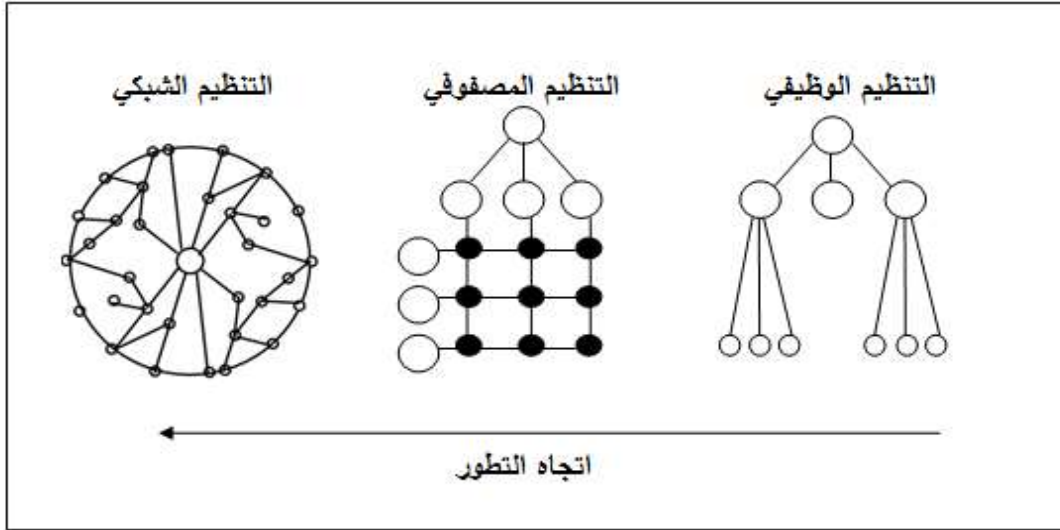 التنظيم الوظيفي
التنظيم المصفوفي
التنظيم الشبكي
اتجاه التطور